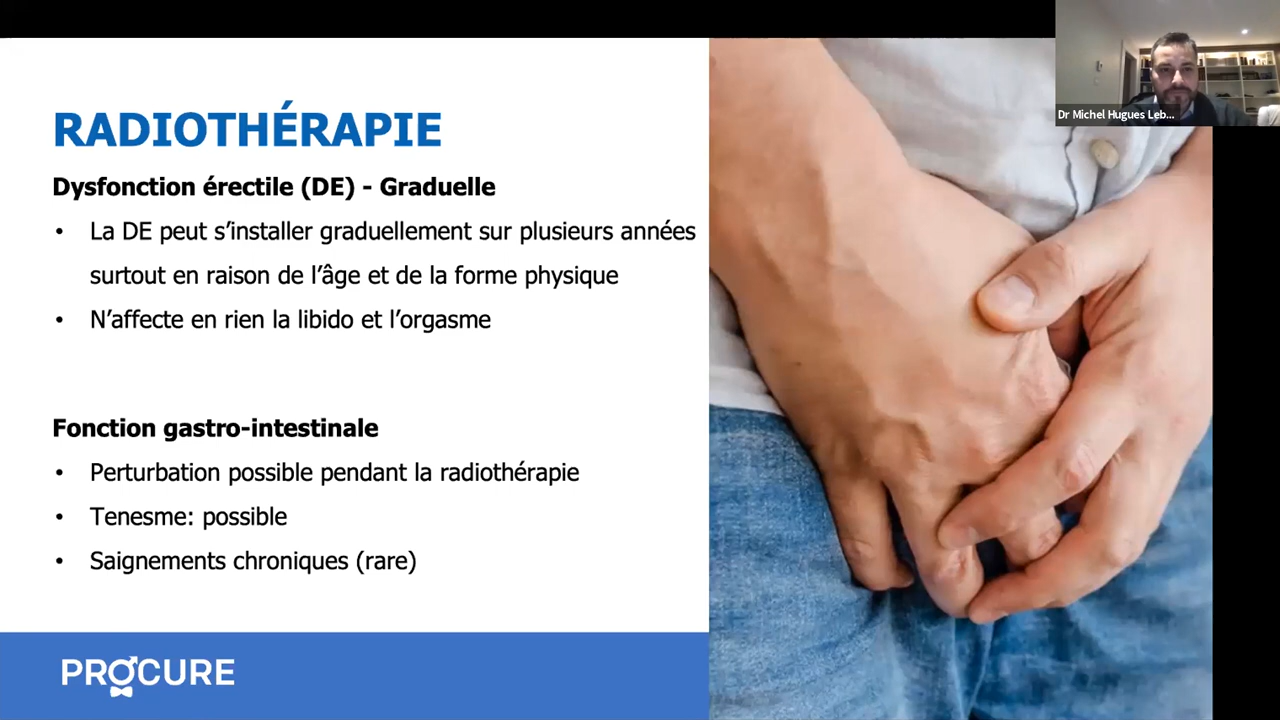 Dr Michel Hugues Leb...
RADIOTHÉRAPIE
Dysfonction érectile (DE) - Graduelle
• La DE peut s’installer graduellement sur plusieurs années
surtout en raison de l’âge et de la forme physique
• N’affecte en rien la libido et l’orgasme
Fonction gastro-intestinale
• Perturbation possible pendant la radiothérapie
• Tenesme: possible
• Saignements chroniques (rare)
PROCURE